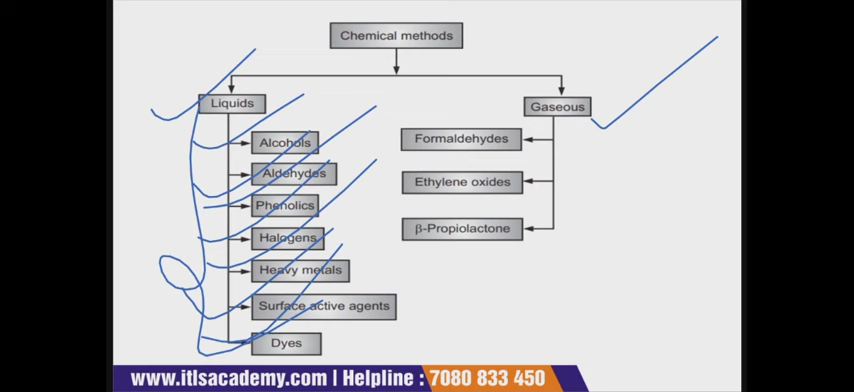 Chemical methods
Liquids
Alcohols
Aldehydes
Phenolics
Halogens
Heavy metals
Surface active agents
Dyes
Gaseous
Formaldehydes
Ethylene oxides
β-Propiolactone
www.itlsacademy.com | Helpline : 7080 833 450